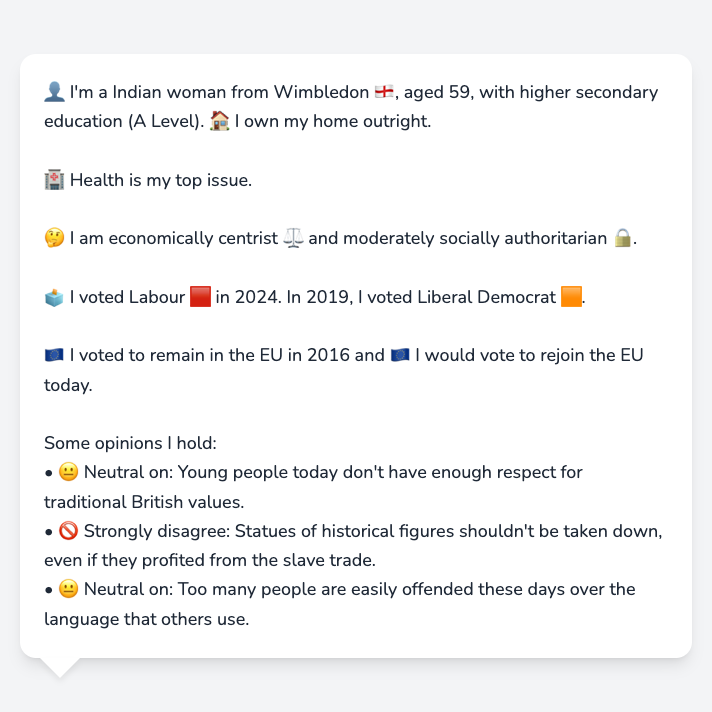 👤 I'm a Indian woman from Wimbledon 🏴󠁧󠁢󠁥󠁮󠁧󠁿, aged 59, with higher secondary
education (A Level). 🏠 I own my home outright.
🏥 Health is my top issue.
🤔 I am economically centrist ⚖️ and moderately socially authoritarian 🔒.
🗳️ I voted Labour 🟥 in 2024. In 2019, I voted Liberal Democrat 🟧.
🇪🇺 I voted to remain in the EU in 2016 and 🇪🇺 I would vote to rejoin the EU
today.
Some opinions I hold:
• 😐 Neutral on: Young people today don't have enough respect for
traditional British values.
• 🚫 Strongly disagree: Statues of historical figures shouldn't be taken down,
even if they profited from the slave trade.
• 😐 Neutral on: Too many people are easily offended these days over the
language that others use.